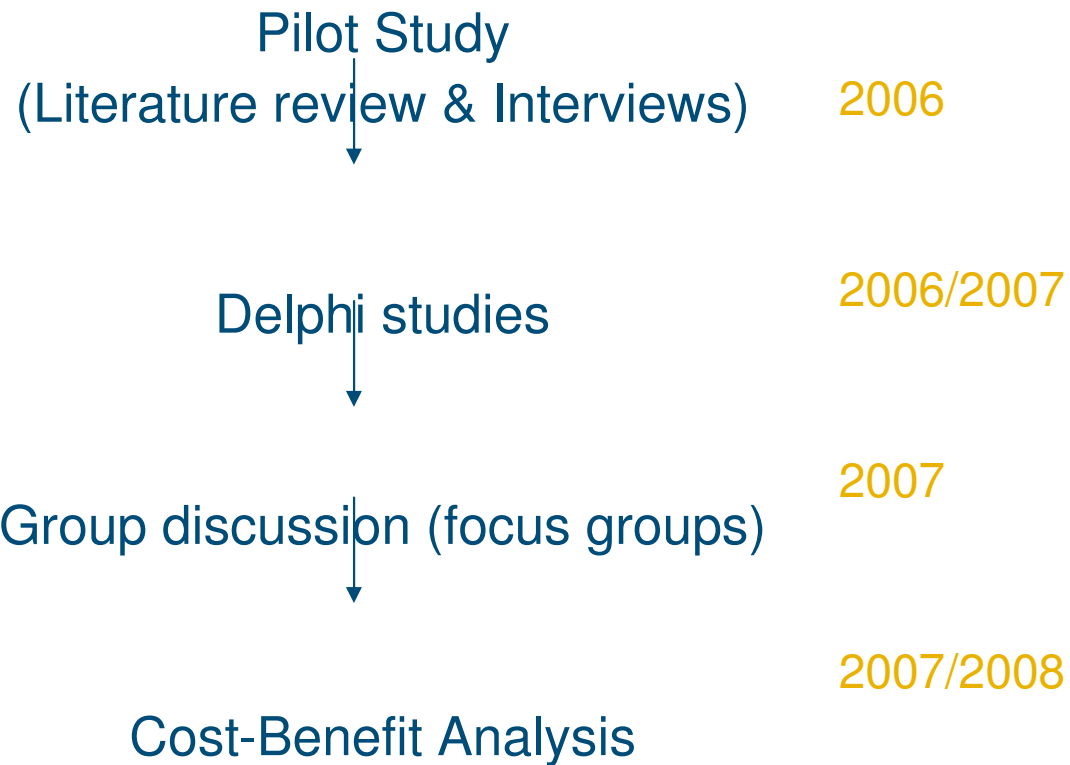 Pilot Study
(Literature review & Interviews)
2006
2006/2007
Delphi studies
2007
Group discussion (focus groups)
2007/2008
Cost-Benefit Analysis